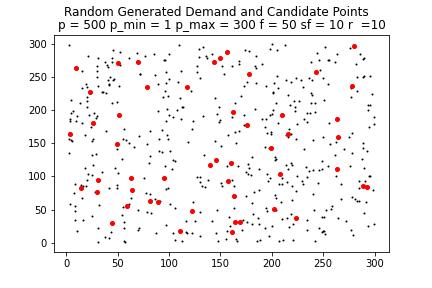 Random Generated Demand and Candidate Points
p = 500 p_min = 1 p_max = 300 f = 50 sf = 10 r  =10
300
250
200
150
100
50
0
0 50 100 150 200 250 300